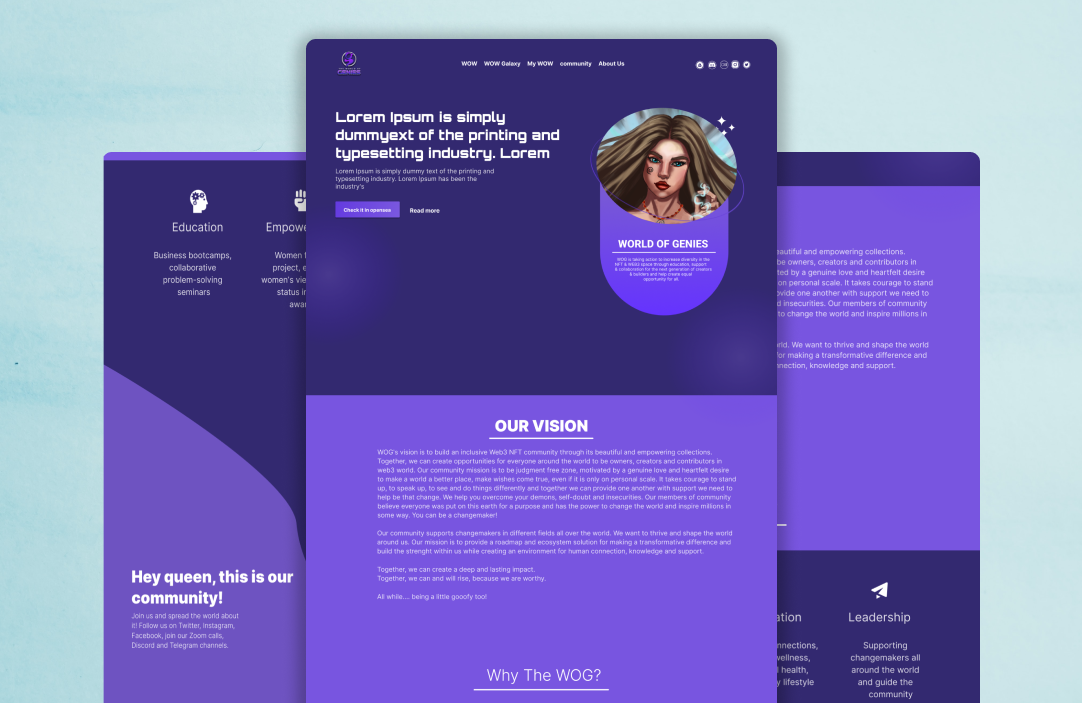 WOW WOW Galaxy My WOW community About Us
Lorem Ipsum is simply
dummyext of the printing and
typesetting industry. Lorem
Lorem Ipsum is simply dummy text of the printing and
typesetting industry. Lorem Ipsum has been the
industry's
Check it in opensea
Read more
WORLD OF GENIES
WOG is taking action to increase diversity in the
NFT & WEB3 space through education, support
& collaboration for the next generation of creators
& builders and help create equal
opportunity for all.
OUR VISION
WOG's vision is to build an inclusive Web3 NFT community through its beautiful and empowering collections.
Together, we can create opportunities for everyone around the world to be owners, creators and contributors in
web3 world. Our community mission is to be judgment free zone, motivated by a genuine love and heartfelt desire
to make a world a better place, make wishes come true, even if it is only on personal scale. It takes courage to stand
up, to speak up, to see and do things differently and together we can provide one another with support we need to
help be that change. We help you overcome your demons, self-doubt and insecurities. Our members of community
believe everyone was put on this earth for a purpose and has the power to change the world and inspire millions in
some way. You can be a changemaker!
Our community supports changemakers in different fields all over the world. We want to thrive and shape the world
around us. Our mission is to provide a roadmap and ecosystem solution for making a transformative difference and
build the strenght within us while creating an environment for human connection, knowledge and support.
Together, we can create a deep and lasting impact.
Together, we can and will rise, because we are worthy.
All while.... being a little gooofy too!
Why The WOG?
Education
Business bootcamps,
collaborative
problem-solving
seminars
Empowe
Women f
project, e
women's vie
status in
awar
Hey queen, this is our
community!
Join us and spread the world about
it! Follow us on Twitter, Instagram,
Facebook, join our Zoom calls,
Discord and Telegram channels.
eautiful and empowering collections.
be owners, creators and contributors in
ated by a genuine love and heartfelt desire
on personal scale. It takes courage to stand
ovide one another with support we need to
d insecurities. Our members of community
to change the world and inspire millions in
rld. We want to thrive and shape the world
for making a transformative difference and
nnection, knowledge and support.
ation
nnections,
wellness,
l health,
y lifestyle
Leadership
Supporting
changemakers all
around the world
and guide the
community